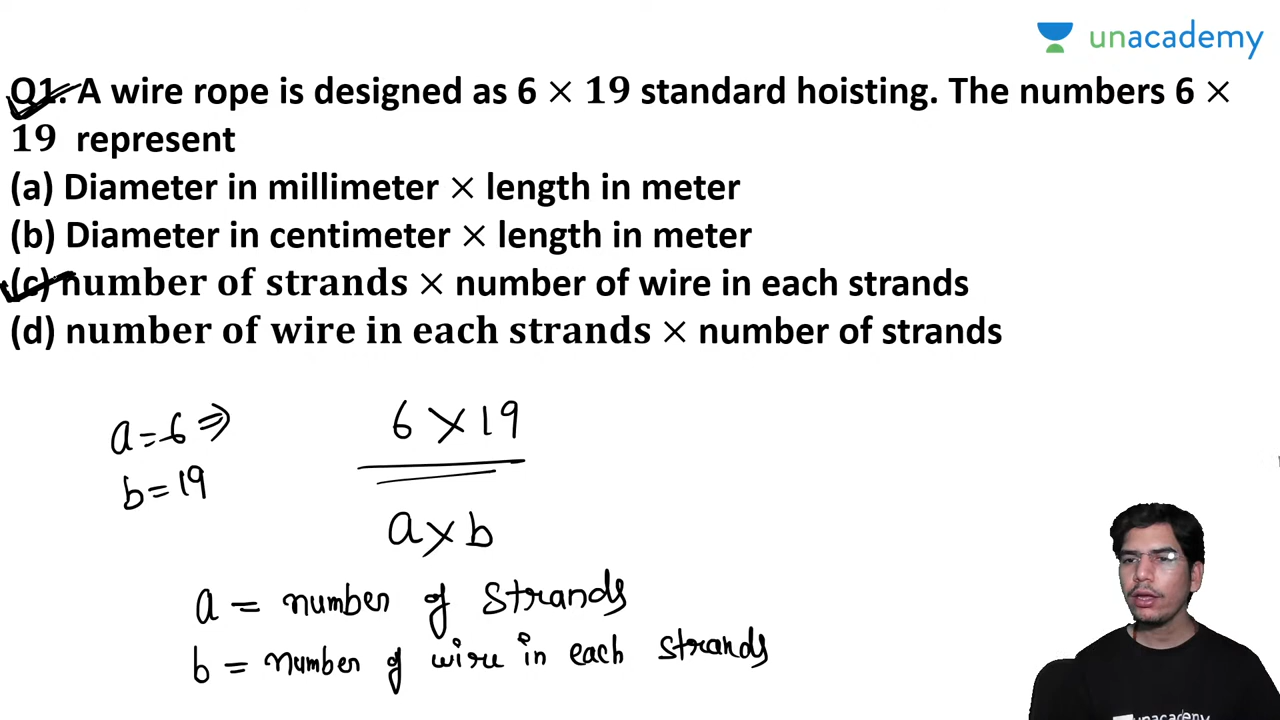 unacademy
Q1. A wire rope is designed as 6 × 19 standard hoisting. The numbers 6 ×
19 represent
(a) Diameter in millimeter × length in meter
(b) Diameter in centimeter × length in meter
(c) number of strands × number of wire in each strands
(d) number of wire in each strands × number of strands
a=6 ⇒
b=19
6 × 19
a×b
a = number of strands
b = number of wire in each strands
unacademy